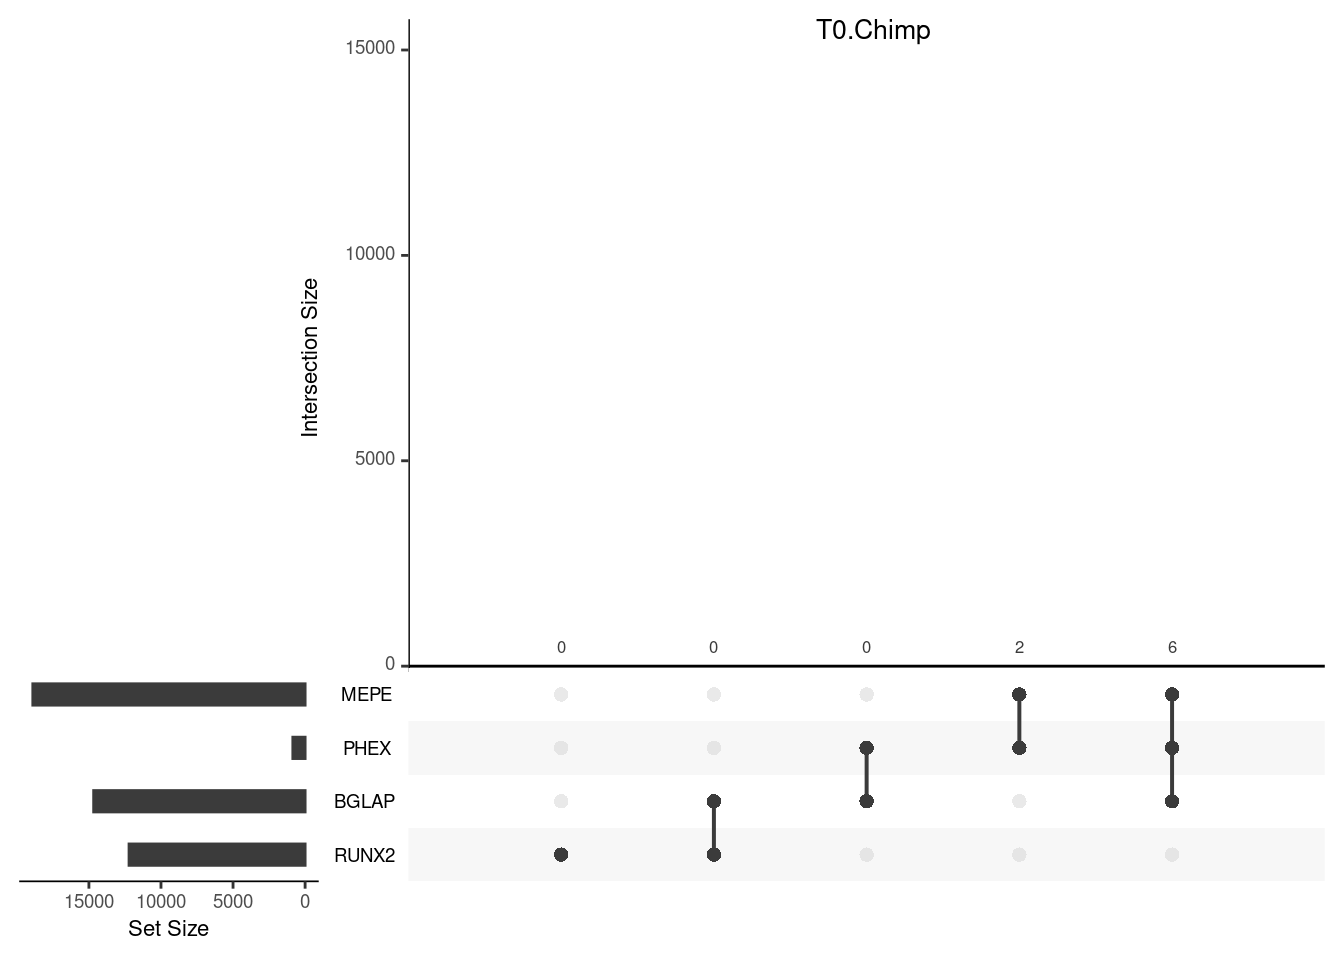 T0.Chimp
15000
10000
5000
0
Intersection Size
0 0 0 2 6
MEPE
PHEX
BGLAP
RUNX2
15000 10000 5000 0
Set Size